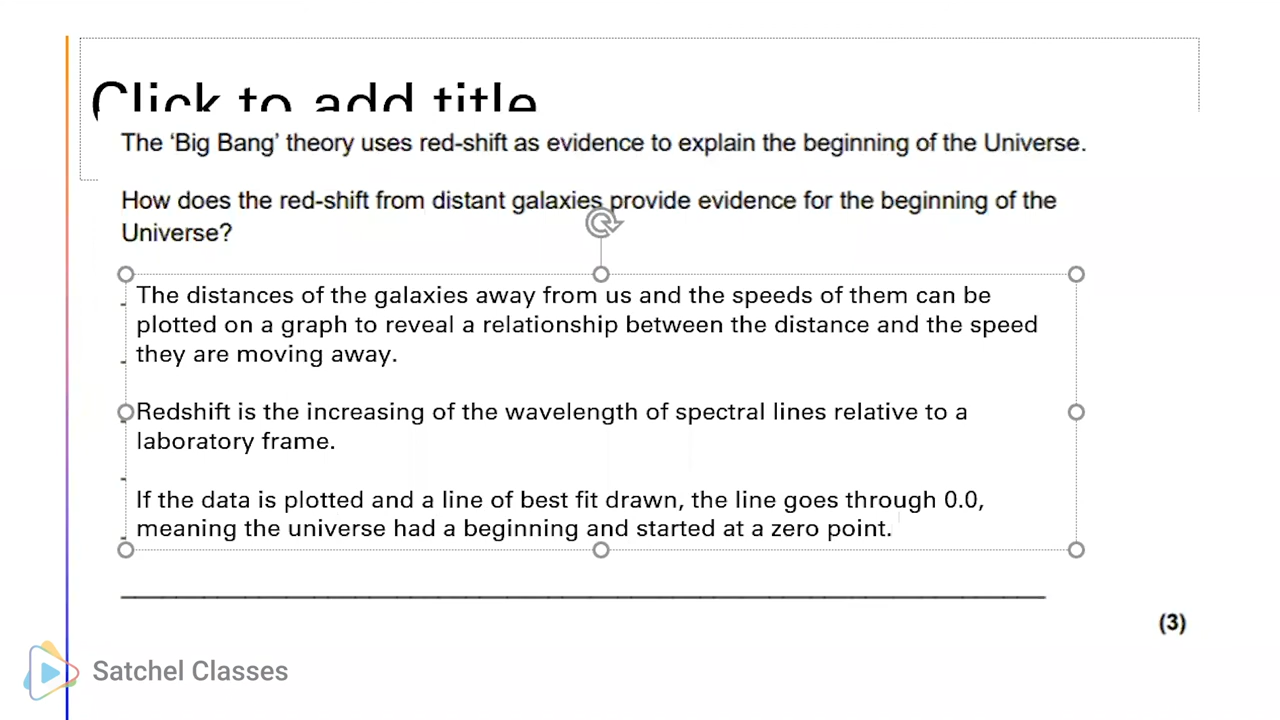 Click to add title
The ‘Big Bang’ theory uses red-shift as evidence to explain the beginning of the Universe.
How does the red-shift from distant galaxies provide evidence for the beginning of the
Universe?
The distances of the galaxies away from us and the speeds of them can be
plotted on a graph to reveal a relationship between the distance and the speed
they are moving away.
Redshift is the increasing of the wavelength of spectral lines relative to a
laboratory frame.
If the data is plotted and a line of best fit drawn, the line goes through 0.0,
meaning the universe had a beginning and started at a zero point.
(3)
Satchel Classes